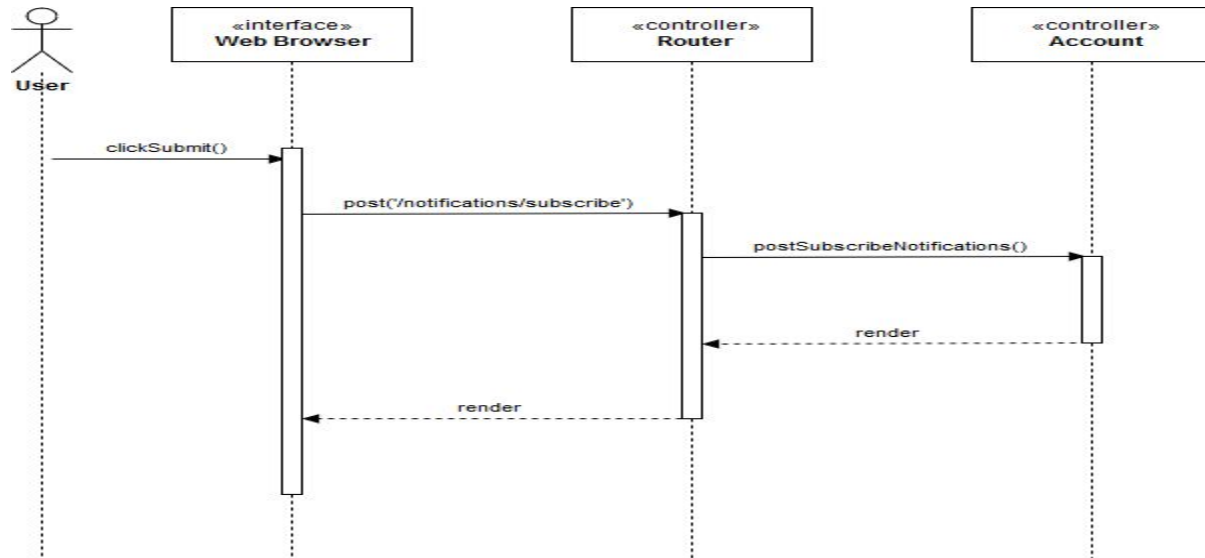 «interface»
Web Browser
«controller»
Router
«controller»
Account
User
clickSubmit()
post('/notifications/subscribe')
postSubscribeNotifications()
render
render